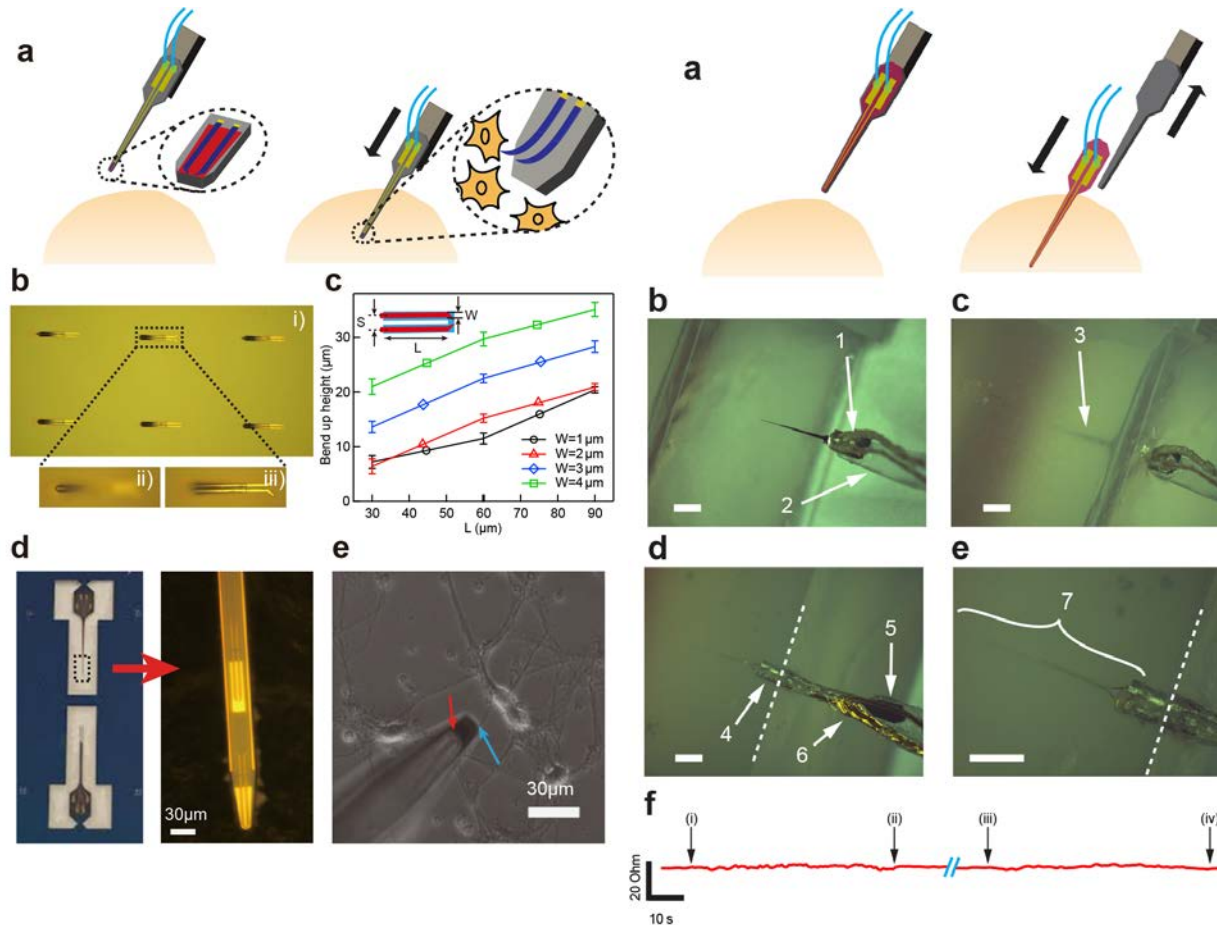 a
b
i)
ii)
iii)
c
Bend up height (μm)
30
20
10
0
S
W
L
W=1 μm
W=2 μm
W=3 μm
W=4 μm
30 40 50 60 70 80 90
L (μm)
d
30μm
e
30μm
a
b
1
2
c
3
d
4
5
6
e
7
f
(i) (ii) (iii) (iv)
20 Ohm
10 s